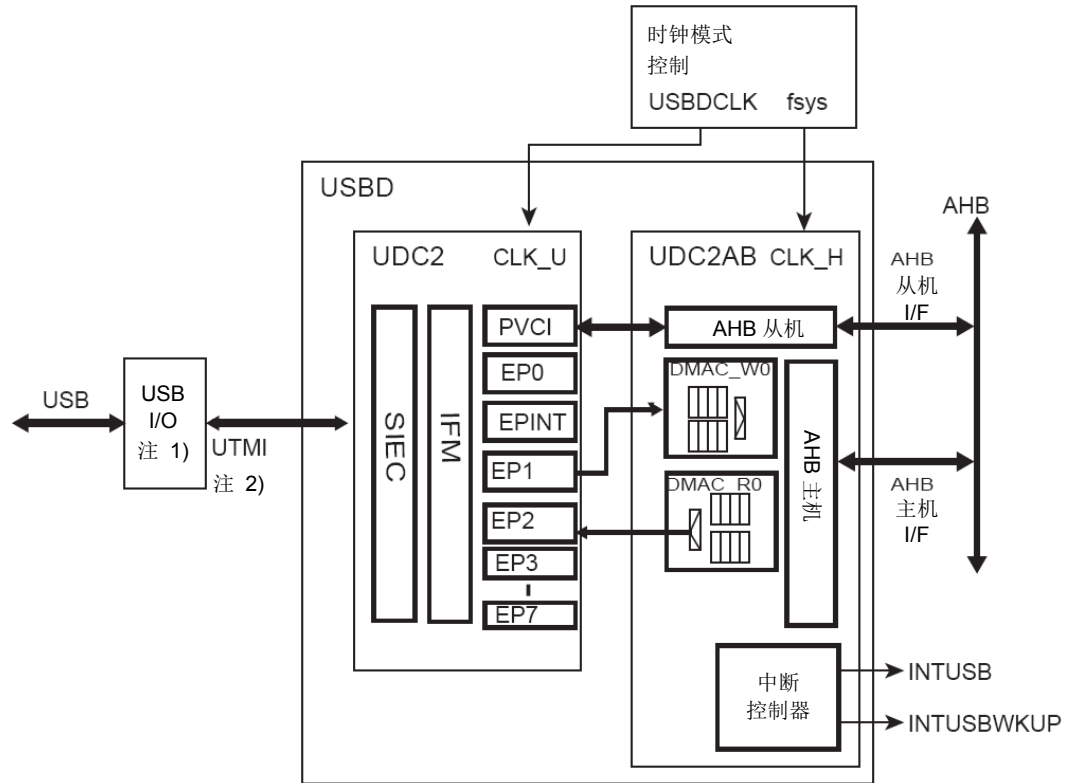 时钟模式
控制
USBDCLK fsys
USBD
AHB
UDC2 CLK_U
UDC2AB CLK_H
AHB
从机
I/F
PVCI
AHB 从机
EP0
DMAC_W0
USB
USB
I/O
注 1)
UTMI
注 2)
SIEC
IFM
EPINT
EP1
AHB 主机
DMAC_R0
AHB
主机
I/F
EP2
EP3
EP7
中断
控制器
INTUSB
INTUSBWKUP